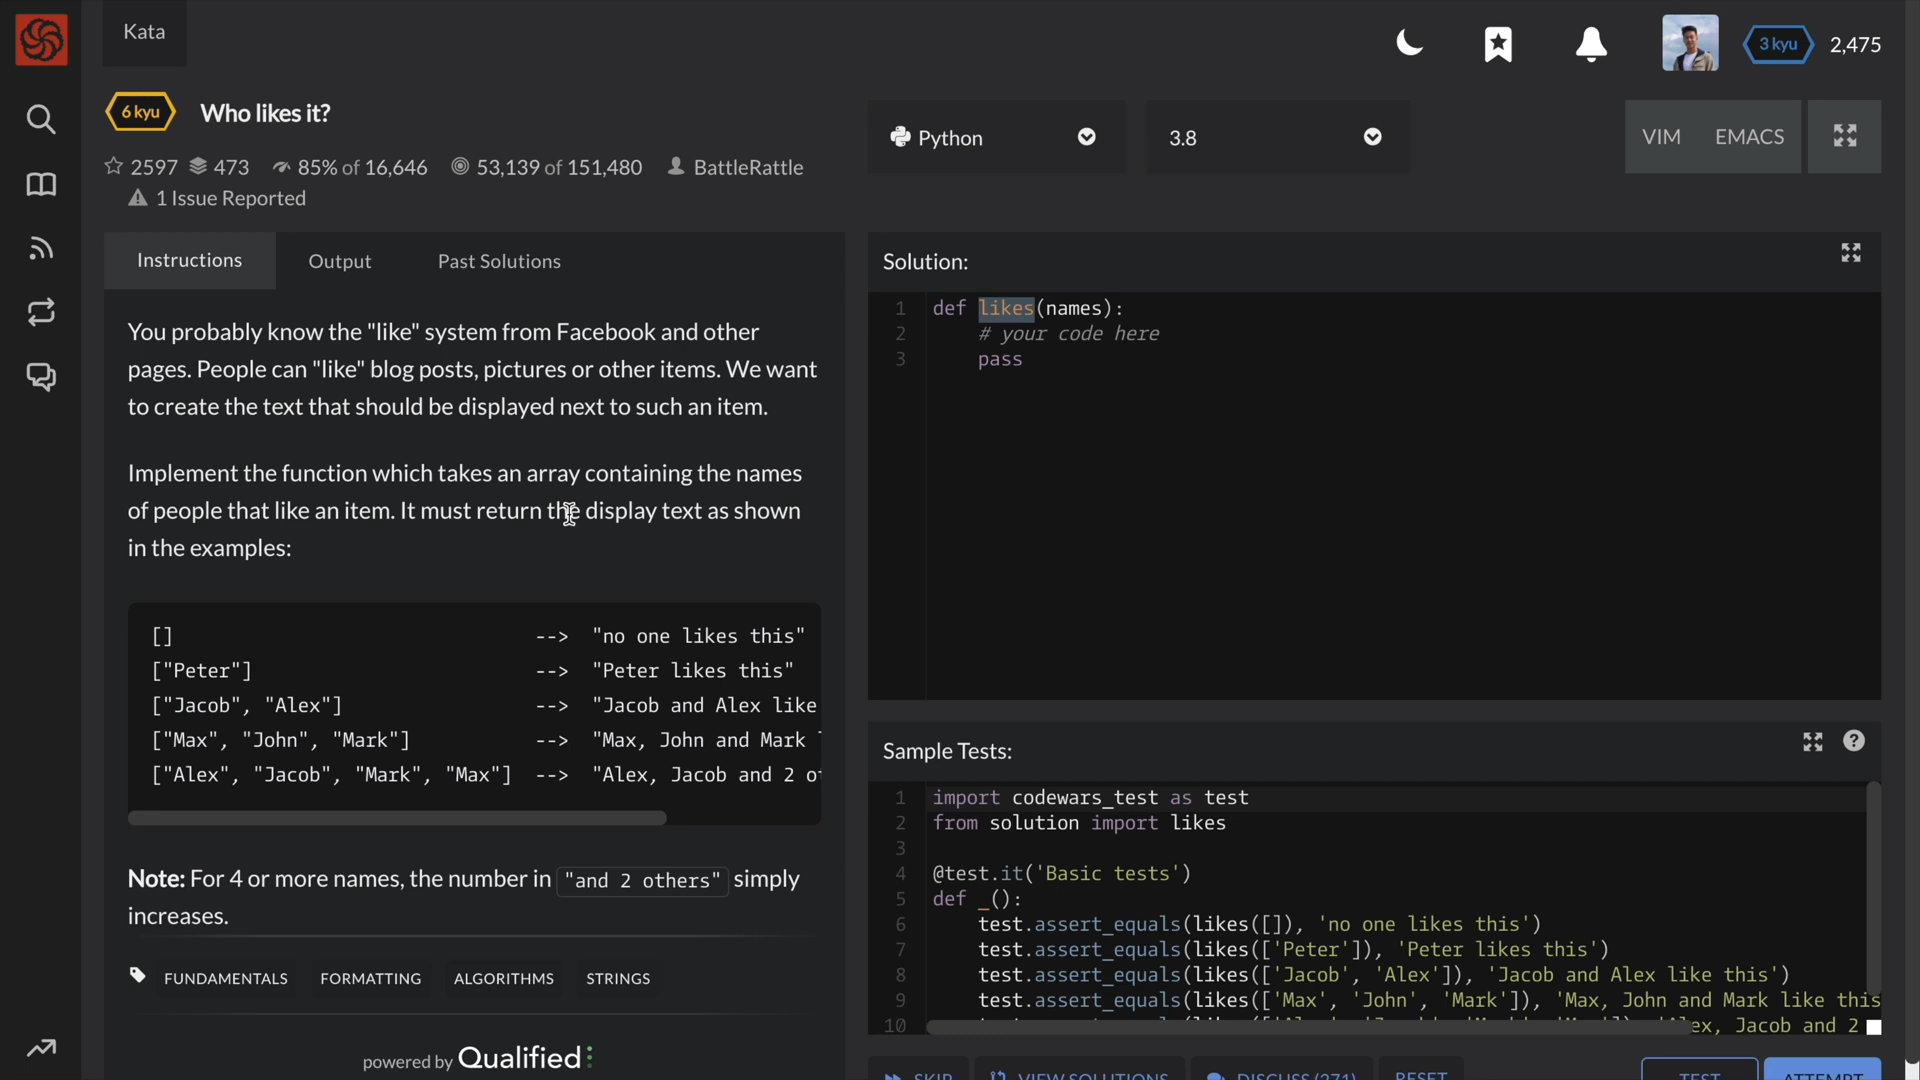 Kata
3 kyu 2,475
6 kyu Who likes it?
2597 473 85% of 16,646 53,139 of 151,480 BattleRattle
1 Issue Reported
Python
3.8
VIM EMACS
Instructions Output Past Solutions
You probably know the "like" system from Facebook and other
pages. People can "like" blog posts, pictures or other items. We want
to create the text that should be displayed next to such an item.
Implement the function which takes an array containing the names
of people that like an item. It must return the display text as shown
in the examples:
[] --> "no one likes this"
["Peter"] --> "Peter likes this"
["Jacob", "Alex"] --> "Jacob and Alex like
["Max", "John", "Mark"] --> "Max, John and Mark
["Alex", "Jacob", "Mark", "Max"] --> "Alex, Jacob and 2
Note: For 4 or more names, the number in "and 2 others" simply
increases.
FUNDAMENTALS FORMATTING ALGORITHMS STRINGS
powered by Qualified
Solution:
1 def likes(names):
2 # your code here
3 pass
Sample Tests:
1 import codewars_test as test
2 from solution import likes
3
4 @test.it('Basic tests')
5 def _():
6 test.assert_equals(likes([]), 'no one likes this')
7 test.assert_equals(likes(['Peter']), 'Peter likes this')
8 test.assert_equals(likes(['Jacob', 'Alex']), 'Jacob and Alex like this')
9 test.assert_equals(likes(['Max', 'John', 'Mark']), 'Max, John and Mark like this
10 Jacob and 2
SKIP VIEW SOLUTIONS DISCUSS (271) RESET TEST ATTEMPT